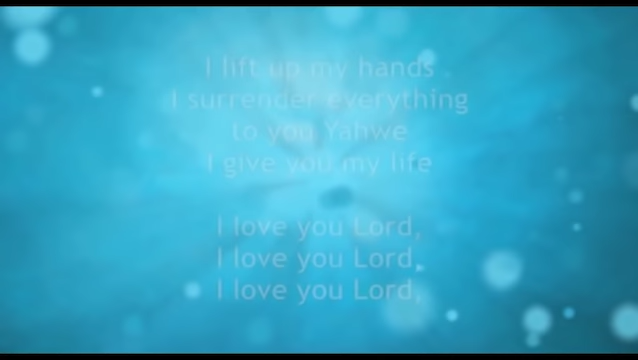 I lift up my hands
I surrender everything
to you Yahwe
I give you my life
I love you Lord,
I love you Lord,
I love you Lord,